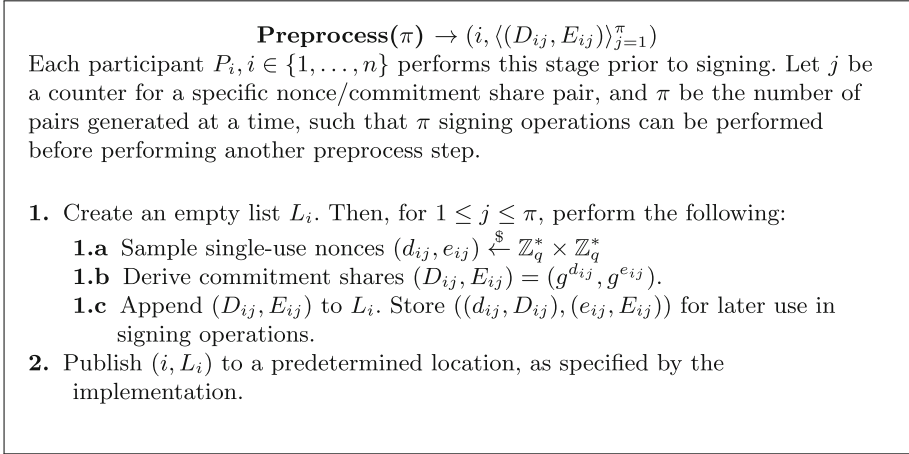 Preprocess(π) → (i, ⟨(D_{ij}, E_{ij})⟩_{j=1}^{π})
Each participant P_i, i ∈ {1, . . . , n} performs this stage prior to signing. Let j be
a counter for a specific nonce/commitment share pair, and π be the number of
pairs generated at a time, such that π signing operations can be performed
before performing another preprocess step.
1. Create an empty list L_i. Then, for 1 ≤ j ≤ π, perform the following:
1.a Sample single-use nonces (d_{ij}, e_{ij}) $← ℤ_q^* × ℤ_q^*
1.b Derive commitment shares (D_{ij}, E_{ij}) = (g^{d_{ij}}, g^{e_{ij}}).
1.c Append (D_{ij}, E_{ij}) to L_i. Store ((d_{ij}, D_{ij}), (e_{ij}, E_{ij})) for later use in
signing operations.
2. Publish (i, L_i) to a predetermined location, as specified by the
implementation.